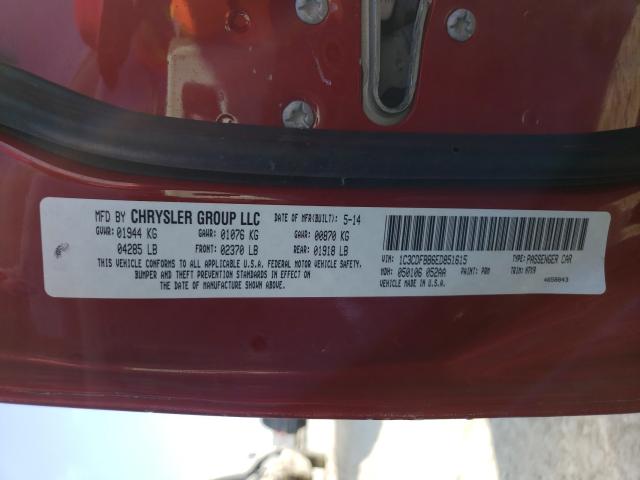 MFD BY CHRYSLER GROUP LLC DATE OF MFR(BUILT): 5-14
GVWR: 01944 KG GAWR: 01076 KG GAWR: 00870 KG
04285 LB FRONT: 02370 LB REAR: 01918 LB
THIS VEHICLE CONFORMS TO ALL APPLICABLE U.S.A. FEDERAL MOTOR VEHICLE SAFETY,
BUMPER AND THEFT PREVENTION STANDARDS IN EFFECT ON
THE DATE OF MANUFACTURE SHOWN ABOVE.
VIN: 1C3CDFBB6ED851615 TYPE: PASSENGER CAR
MDH: 050106 052AA PAINT: PRM TRIM: H7X9
VEHICLE MADE IN U.S.A. 4658843